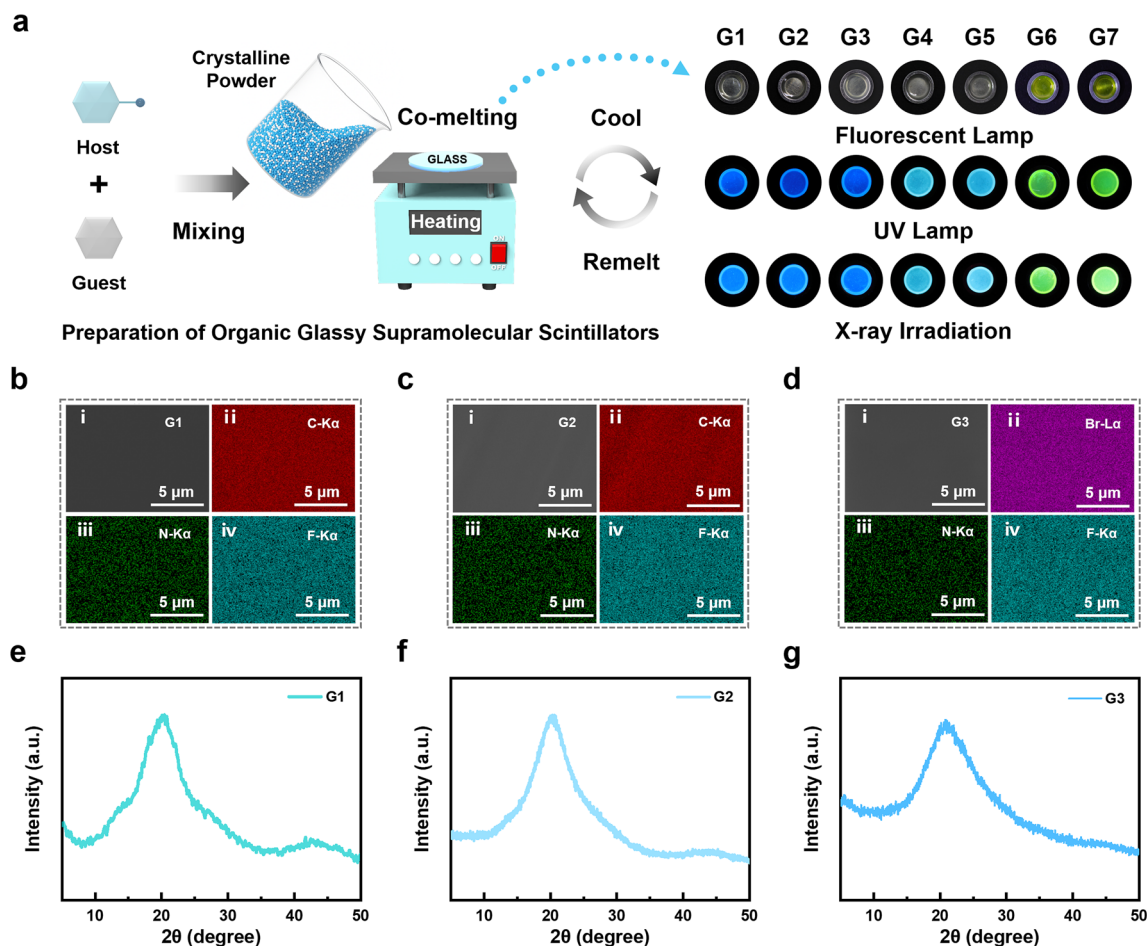 a
Crystalline
Powder
Host
+
Guest
Mixing
Co-melting
GLASS
Heating
ON
OFF
Cool
Remelt
G1 G2 G3 G4 G5 G6 G7
Fluorescent Lamp
UV Lamp
X-ray Irradiation
Preparation of Organic Glassy Supramolecular Scintillators
b
i
G1
5 μm
ii
C-Kα
5 μm
iii
N-Kα
5 μm
iv
F-Kα
5 μm
c
i
G2
5 μm
ii
C-Kα
5 μm
iii
N-Kα
5 μm
iv
F-Kα
5 μm
d
i
G3
5 μm
ii
Br-Lα
5 μm
iii
N-Kα
5 μm
iv
F-Kα
5 μm
e
G1
Intensity (a.u.)
10 20 30 40 50
2θ (degree)
f
G2
Intensity (a.u.)
10 20 30 40 50
2θ (degree)
g
G3
Intensity (a.u.)
10 20 30 40 50
2θ (degree)